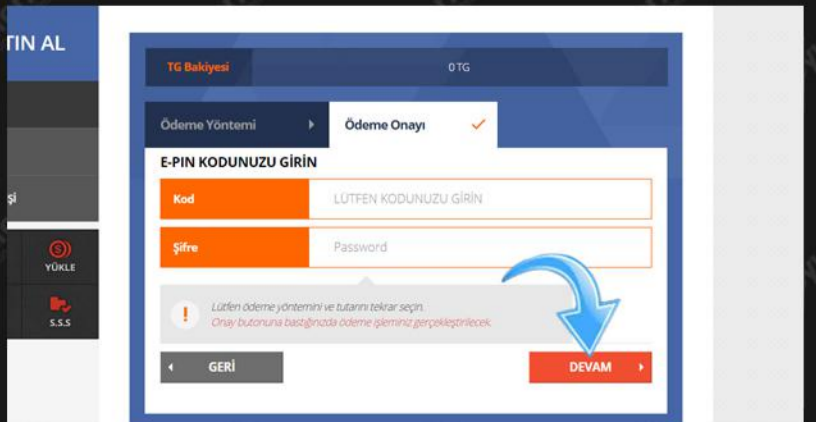 TIN AL
TG Bakiyesi
0 TG
Ödeme Yöntemi
Ödeme Onayı
E-PIN KODUNUZU GİRİN
Kod
LÜTFEN KODUNUZU GİRİN
şi
Şifre
Password
YÜKLE
S.S.S
Lütfen ödeme yöntemini ve tutarını tekrar seçin.
Onay butonuna bastığınızda ödeme işleminiz gerçekleştirilecek.
GERİ
DEVAM